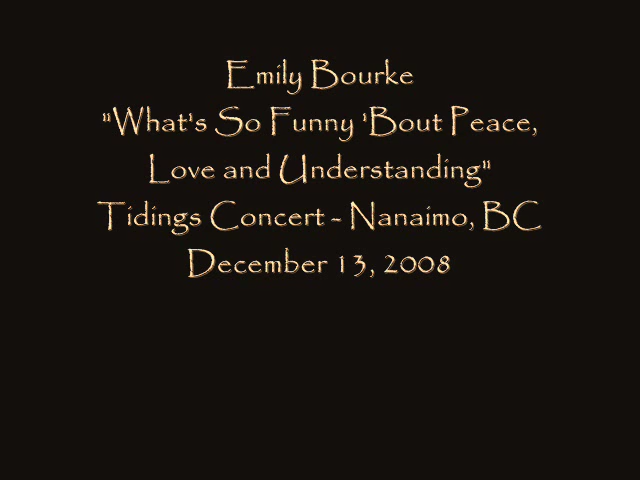 Emily Bourke
"What's So Funny 'Bout Peace,
Love and Understanding"
Tidings Concert - Nanaimo, BC
December 13, 2008